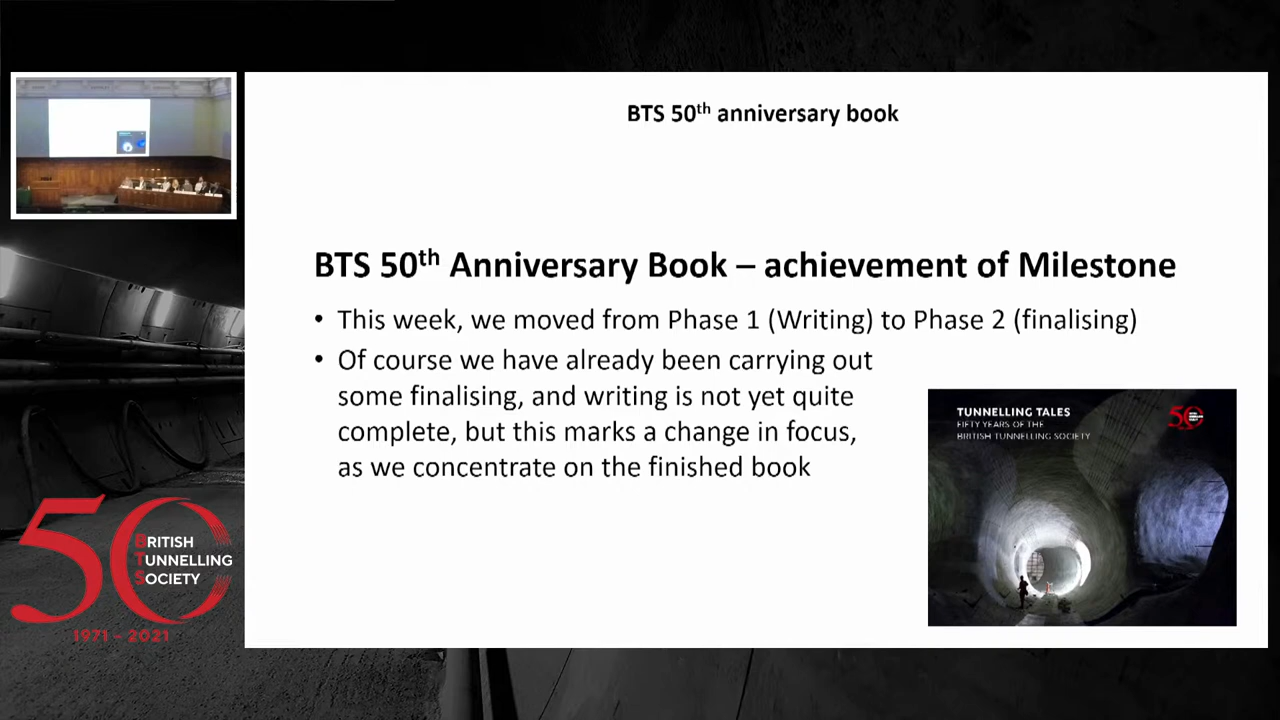 BTS 50th anniversary book
BTS 50th Anniversary Book – achievement of Milestone
• This week, we moved from Phase 1 (Writing) to Phase 2 (finalising)
• Of course we have already been carrying out
some finalising, and writing is not yet quite
complete, but this marks a change in focus,
as we concentrate on the finished book
TUNNELLING TALES
FIFTY YEARS OF THE
BRITISH TUNNELLING SOCIETY
50
50
BRITISH
TUNNELLING
SOCIETY
1971 - 2021